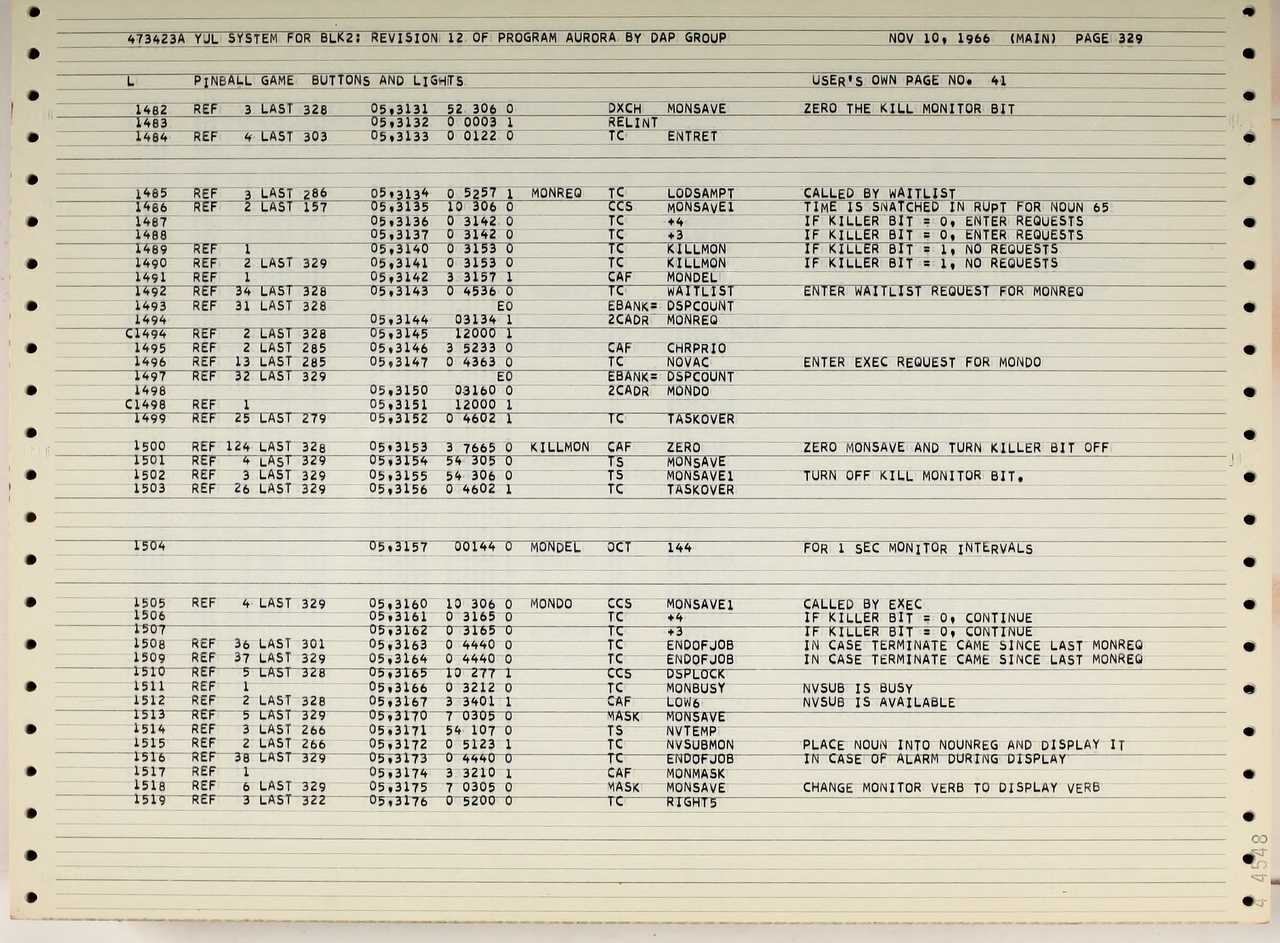 473423A YUL SYSTEM FOR BLK2: REVISION 12 OF PROGRAM AURORA BY DAP GROUP NOV 10, 1966 (MAIN) PAGE 329
L PINBALL GAME BUTTONS AND LIGHTS USER'S OWN PAGE NO. 41
1482 REF 3 LAST 328 05,3131 52 306 0 DXCH MONSAVE ZERO THE KILL MONITOR BIT
1483 05,3132 0 0003 1 RELINT
1484 REF 4 LAST 303 05,3133 0 0122 0 TC ENTRET
1485 REF 3 LAST 286 05,3134 0 5257 1 MONREQ TC LODSAMPT CALLED BY WAITLIST
1486 REF 2 LAST 157 05,3135 10 306 0 CCS MONSAVE1 TIME IS SNATCHED IN RUPT FOR NOUN 65
1487 05,3136 0 3142 0 TC +4 IF KILLER BIT = 0, ENTER REQUESTS
1488 05,3137 0 3142 0 TC +3 IF KILLER BIT = 0, ENTER REQUESTS
1489 REF 1 05,3140 0 3153 0 TC KILLMON IF KILLER BIT = 1, NO REQUESTS
1490 REF 2 LAST 329 05,3141 0 3153 0 TC KILLMON IF KILLER BIT = 1, NO REQUESTS
1491 REF 1 05,3142 3 3157 1 CAF MONDEL
1492 REF 34 LAST 328 05,3143 0 4536 0 TC WAITLIST ENTER WAITLIST REQUEST FOR MONREQ
1493 REF 31 LAST 328 E0 EBANK= DSPCOUNT
1494 05,3144 03134 1 2CADR MONREQ
C1494 REF 2 LAST 328 05,3145 12000 1
1495 REF 2 LAST 285 05,3146 3 5233 0 CAF CHRPRIO
1496 REF 13 LAST 285 05,3147 0 4363 0 TC NOVAC ENTER EXEC REQUEST FOR MONDO
1497 REF 32 LAST 329 E0 EBANK= DSPCOUNT
1498 05,3150 03160 0 2CADR MONDO
C1498 REF 1 05,3151 12000 1
1499 REF 25 LAST 279 05,3152 0 4602 1 TC TASKOVER
1500 REF 124 LAST 328 05,3153 3 7665 0 KILLMON CAF ZERO ZERO MONSAVE AND TURN KILLER BIT OFF
1501 REF 4 LAST 329 05,3154 54 305 0 TS MONSAVE
1502 REF 3 LAST 329 05,3155 54 306 0 TS MONSAVE1 TURN OFF KILL MONITOR BIT.
1503 REF 26 LAST 329 05,3156 0 4602 1 TC TASKOVER
1504 05,3157 00144 0 MONDEL OCT 144 FOR 1 SEC MONITOR INTERVALS
1505 REF 4 LAST 329 05,3160 10 306 0 MONDO CCS MONSAVE1 CALLED BY EXEC
1506 05,3161 0 3165 0 TC +4 IF KILLER BIT = 0, CONTINUE
1507 05,3162 0 3165 0 TC +3 IF KILLER BIT = 0, CONTINUE
1508 REF 36 LAST 301 05,3163 0 4440 0 TC ENDOFJOB IN CASE TERMINATE CAME SINCE LAST MONREQ
1509 REF 37 LAST 329 05,3164 0 4440 0 TC ENDOFJOB IN CASE TERMINATE CAME SINCE LAST MONREQ
1510 REF 5 LAST 328 05,3165 10 277 1 CCS DSPLOCK
1511 REF 1 05,3166 0 3212 0 TC MONBUSY NVSUB IS BUSY
1512 REF 2 LAST 328 05,3167 3 3401 1 CAF LOW6 NVSUB IS AVAILABLE
1513 REF 5 LAST 329 05,3170 7 0305 0 MASK MONSAVE
1514 REF 3 LAST 266 05,3171 54 107 0 TS NVTEMP
1515 REF 2 LAST 266 05,3172 0 5123 1 TC NVSUBMON PLACE NOUN INTO NOUNREG AND DISPLAY IT
1516 REF 38 LAST 329 05,3173 0 4440 0 TC ENDOFJOB IN CASE OF ALARM DURING DISPLAY
1517 REF 1 05,3174 3 3210 1 CAF MONMASK
1518 REF 6 LAST 329 05,3175 7 0305 0 MASK MONSAVE CHANGE MONITOR VERB TO DISPLAY VERB
1519 REF 3 LAST 322 05,3176 0 5200 0 TC RIGHT5
4 4548